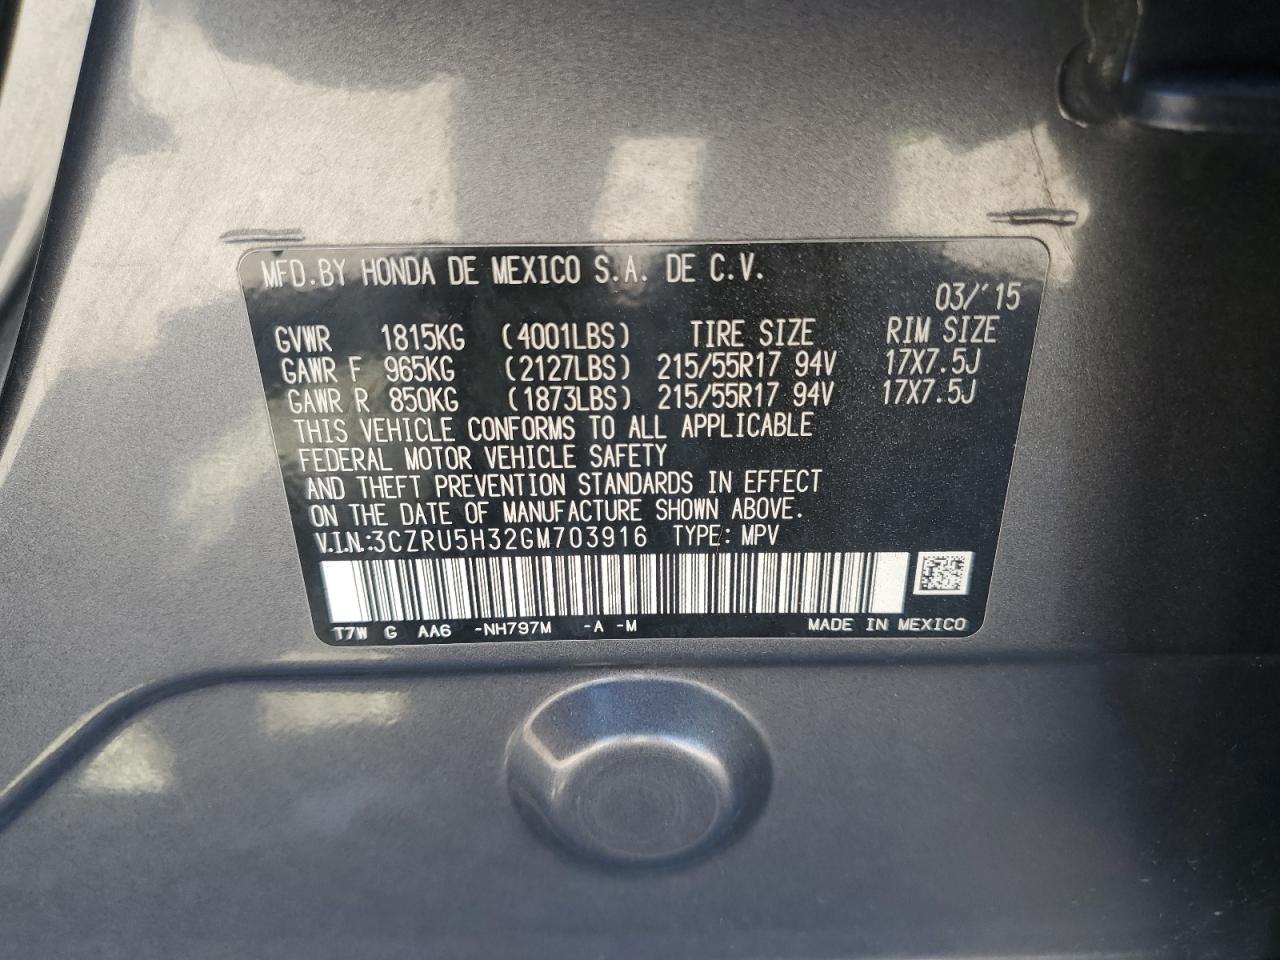 MFD.BY HONDA DE MEXICO S.A. DE C.V.
03/'15
GVWR 1815KG (4001LBS) TIRE SIZE RIM SIZE
GAWR F 965KG (2127LBS) 215/55R17 94V 17X7.5J
GAWR R 850KG (1873LBS) 215/55R17 94V 17X7.5J
THIS VEHICLE CONFORMS TO ALL APPLICABLE
FEDERAL MOTOR VEHICLE SAFETY
AND THEFT PREVENTION STANDARDS IN EFFECT
ON THE DATE OF MANUFACTURE SHOWN ABOVE.
V.I.N.:3CZRU5H32GM703916 TYPE: MPV
T7W G AA6 -NH797M -A -M MADE IN MEXICO